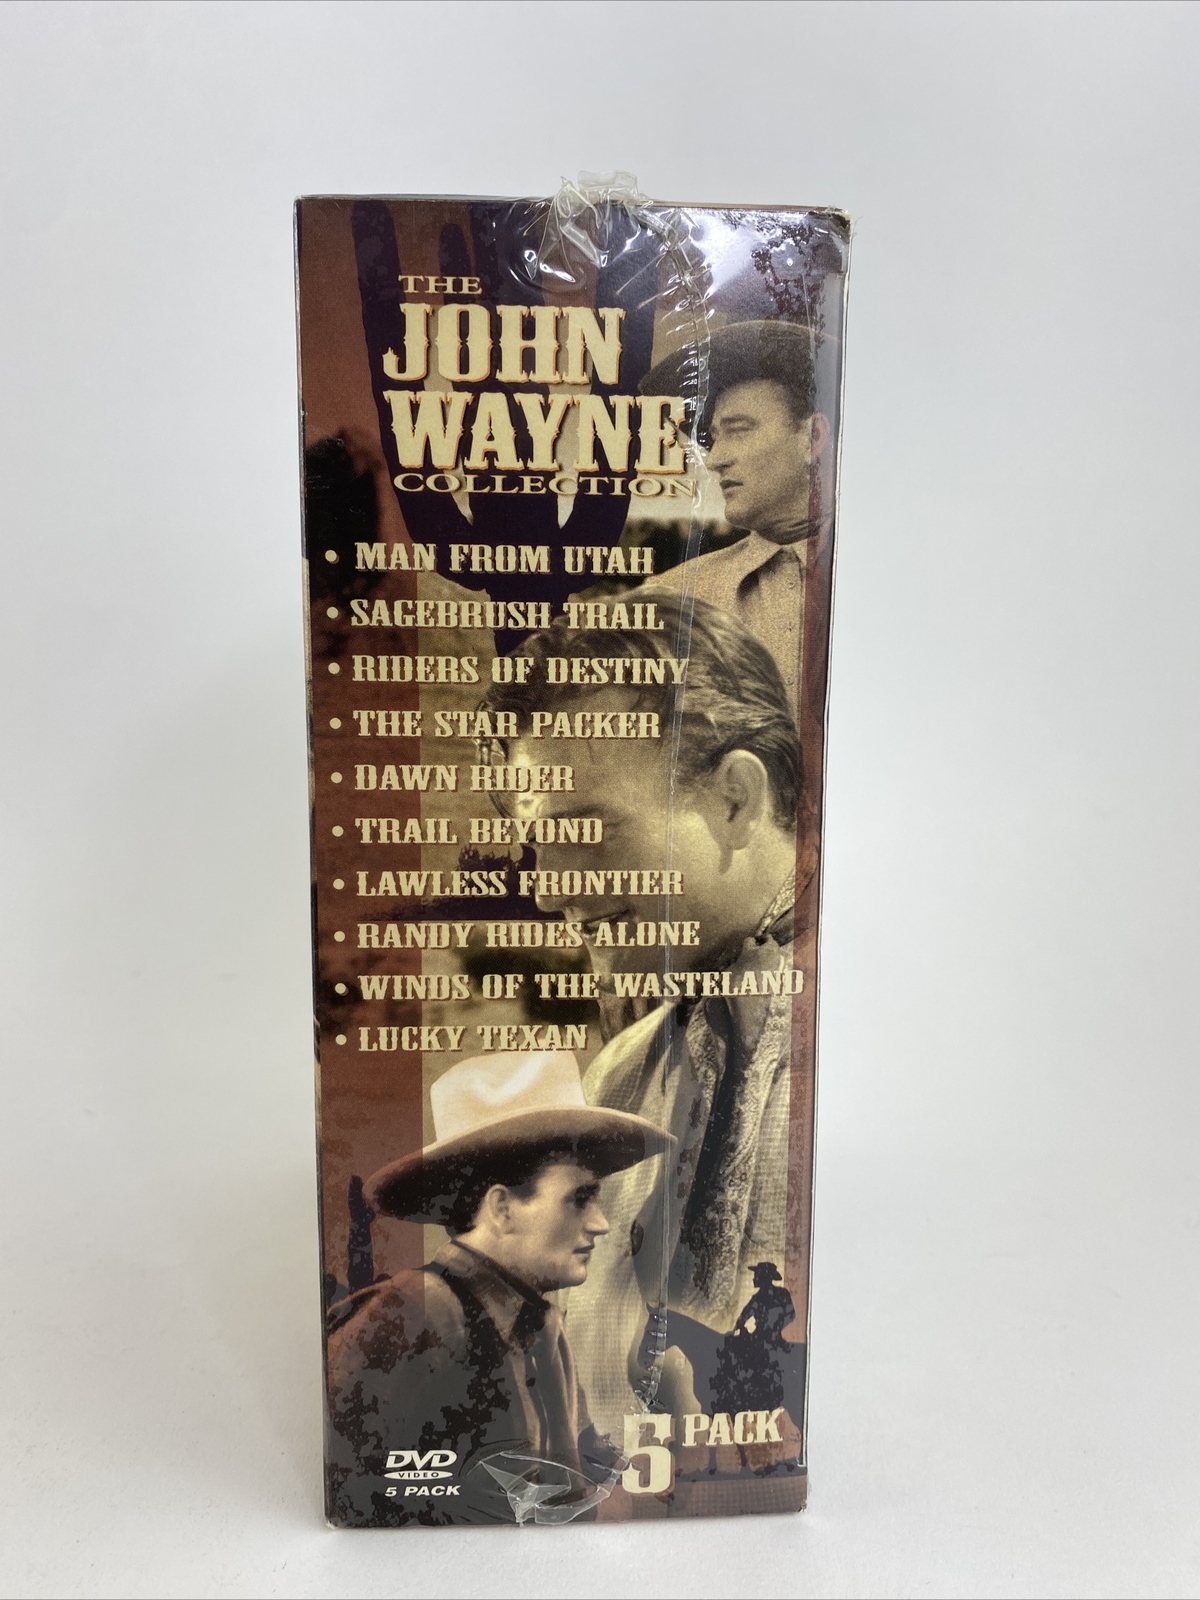 THE
JOHN
WAYNE
COLLECTION
• MAN FROM UTAH
• SAGEBRUSH TRAIL
• RIDERS OF DESTINY
• THE STAR PACKER
• DAWN RIDER
• TRAIL BEYOND
• LAWLESS FRONTIER
• RANDY RIDES ALONE
• WINDS OF THE WASTELAND
• LUCKY TEXAN
5 PACK
DVD
VIDEO
5 PACK